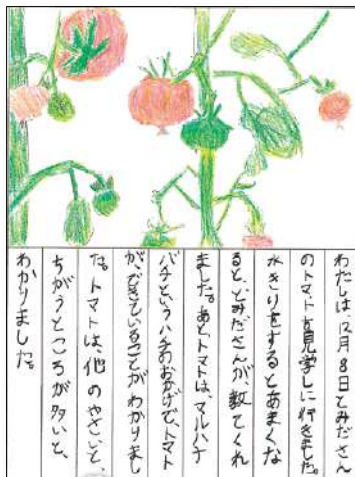 わたしは、12月8日とみださん
のトマトを見学しに行きました。
水きりをするとあまくな
ると、とみださんが、教てくれ
ました。あとトマトは、マルハナ
バチというハチのおかげで、トマト
が、できていることがわかりまし
た。トマトは、他のやさいと、
ちがうところが多いと、
わかりました。